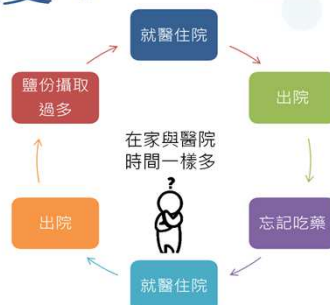 就醫住院
出院
忘記吃藥
就醫住院
出院
鹽份攝取
過多
在家與醫院
時間一樣多
?